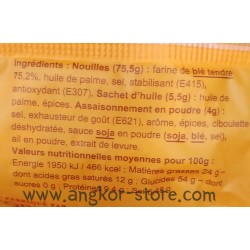 Ingrédients : Nouilles (75,5g) : farine de blé tendre
75,2%, huile de palme, sel, stabilisant (E415),
antioxydant (E307). Sachet d'huile (5,5g) : huile de
palme, épices. Assaisonnement en poudre (4g) :
sel, exhausteur de goût (E621), arôme, épices, ciboulette
déshydratée, sauce soja en poudre (soja, blé, sel),
ail en poudre, extrait de levure.
Valeurs nutritionnelles moyennes pour 100g :
Energie 1950 kJ / 466 kcal : Matières grasses 24 g –
dont acides gras saturés 12 g : Glucides 54 g – dont
sucres 0 g : Protéines
www.angkor-store.com